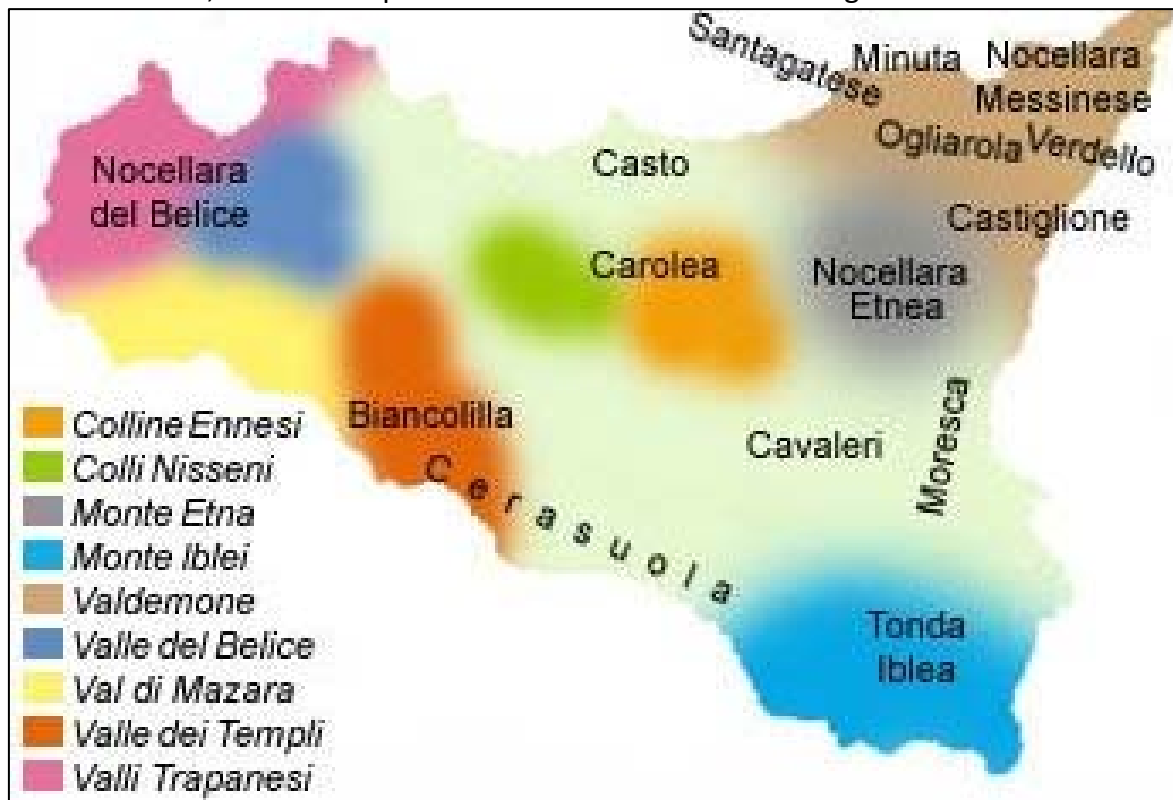 Santagatese
Minuta
Nocellara
Messinese
Ogliarola
Verdello
Nocellara
del Belice
Casto
Castiglione
Carolea
Nocellara
Etnea
Biancolilla
Cerasuola
Cavaleri
Moresca
Tonda
Iblea
Colline Ennesi
Colli Nisseni
Monte Etna
Monte Iblei
Valdemone
Valle del Belice
Val di Mazara
Valle dei Templi
Valli Trapanesi